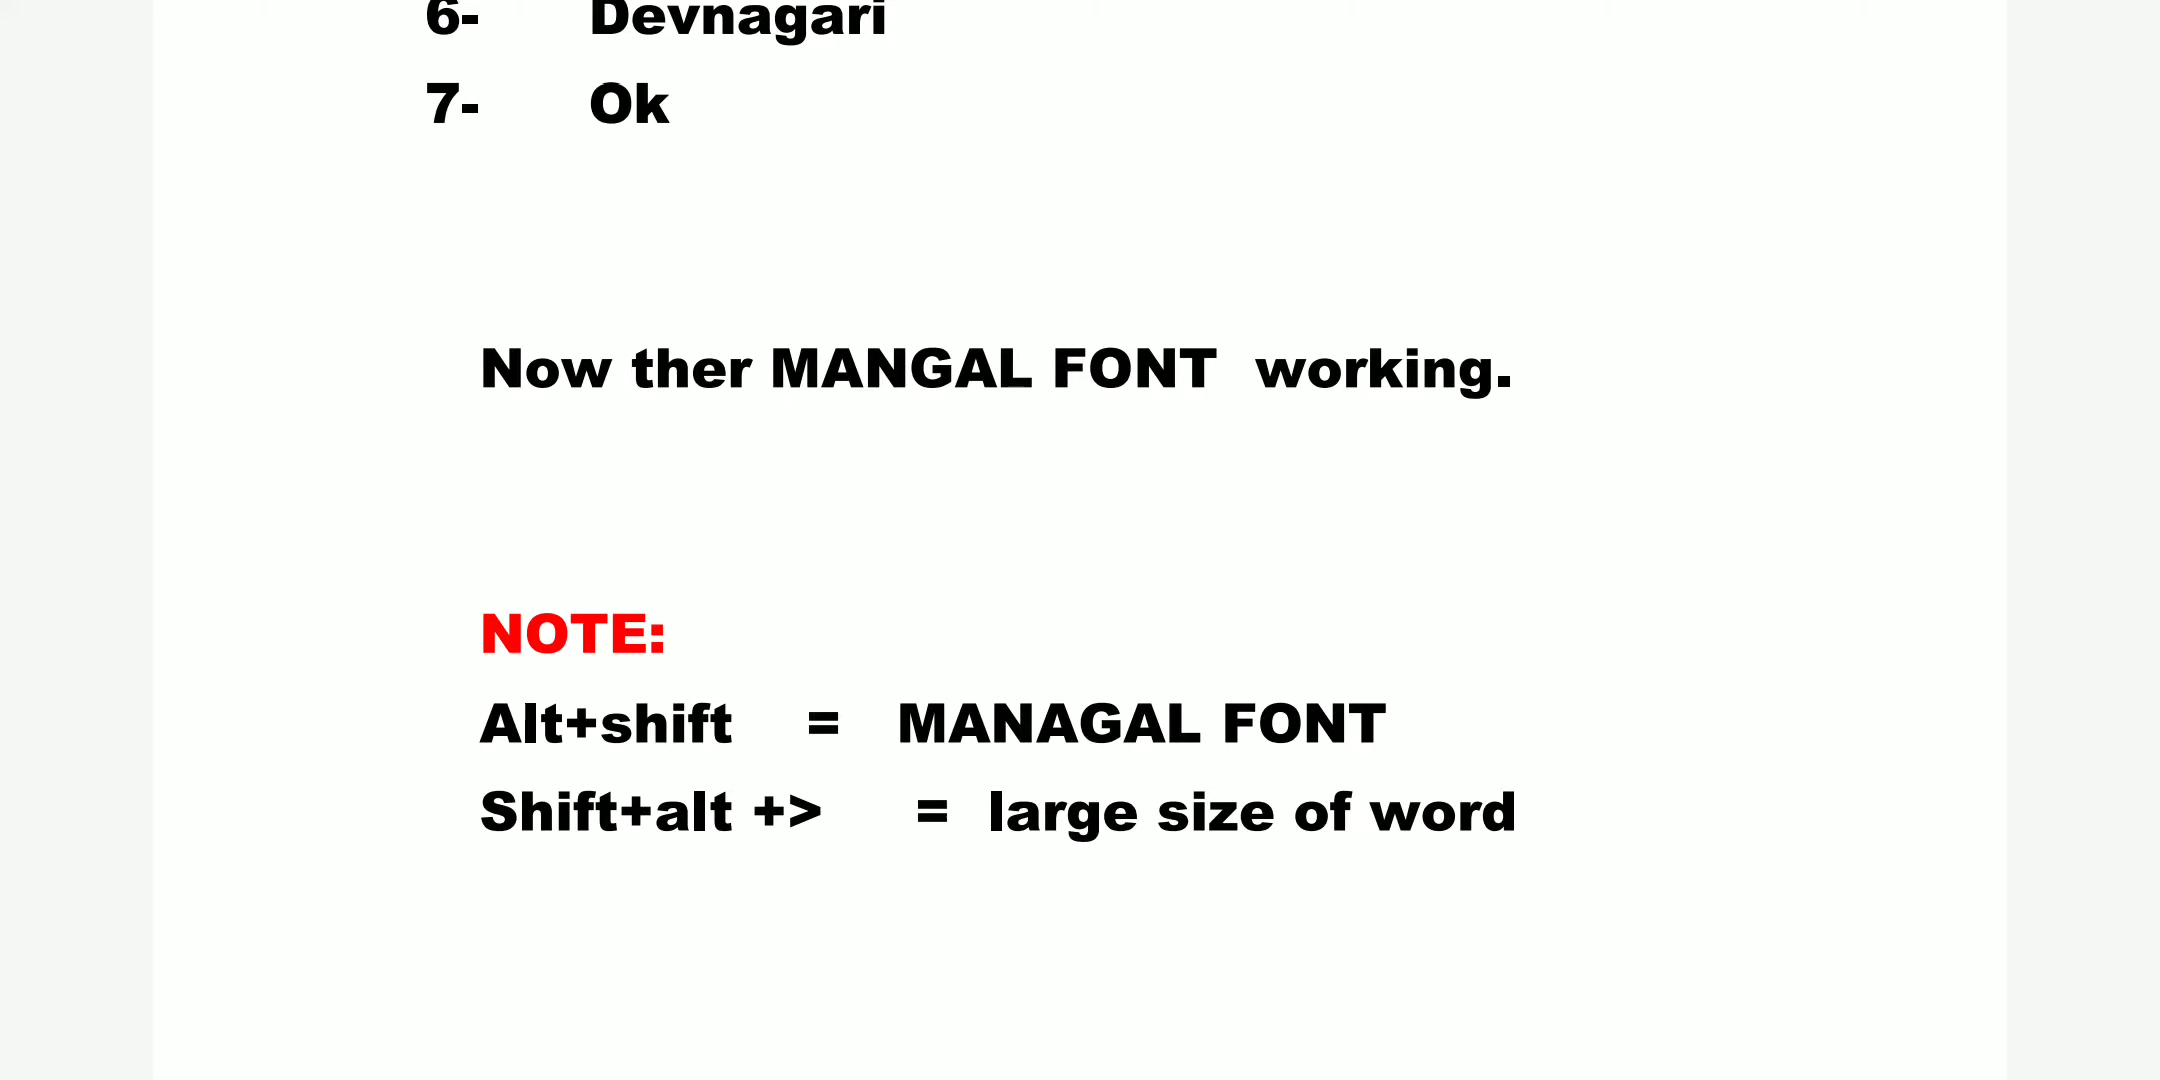 6- Devnagari
7- Ok
Now ther MANGAL FONT working.
NOTE:
Alt+shift = MANAGAL FONT
Shift+alt +> = large size of word